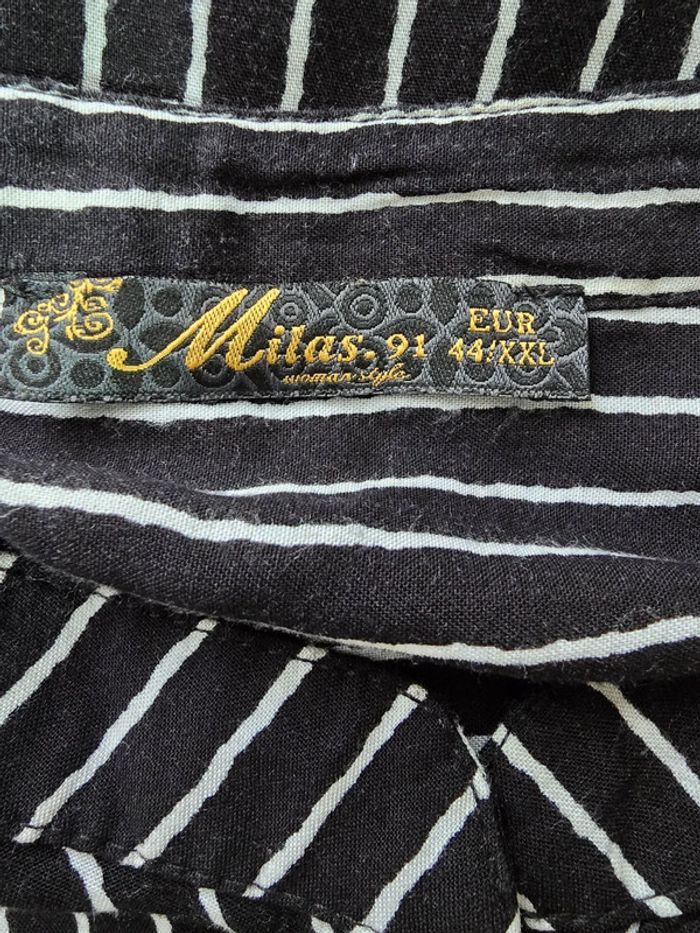 Milas. 91 EUR
44/XXL
woman style